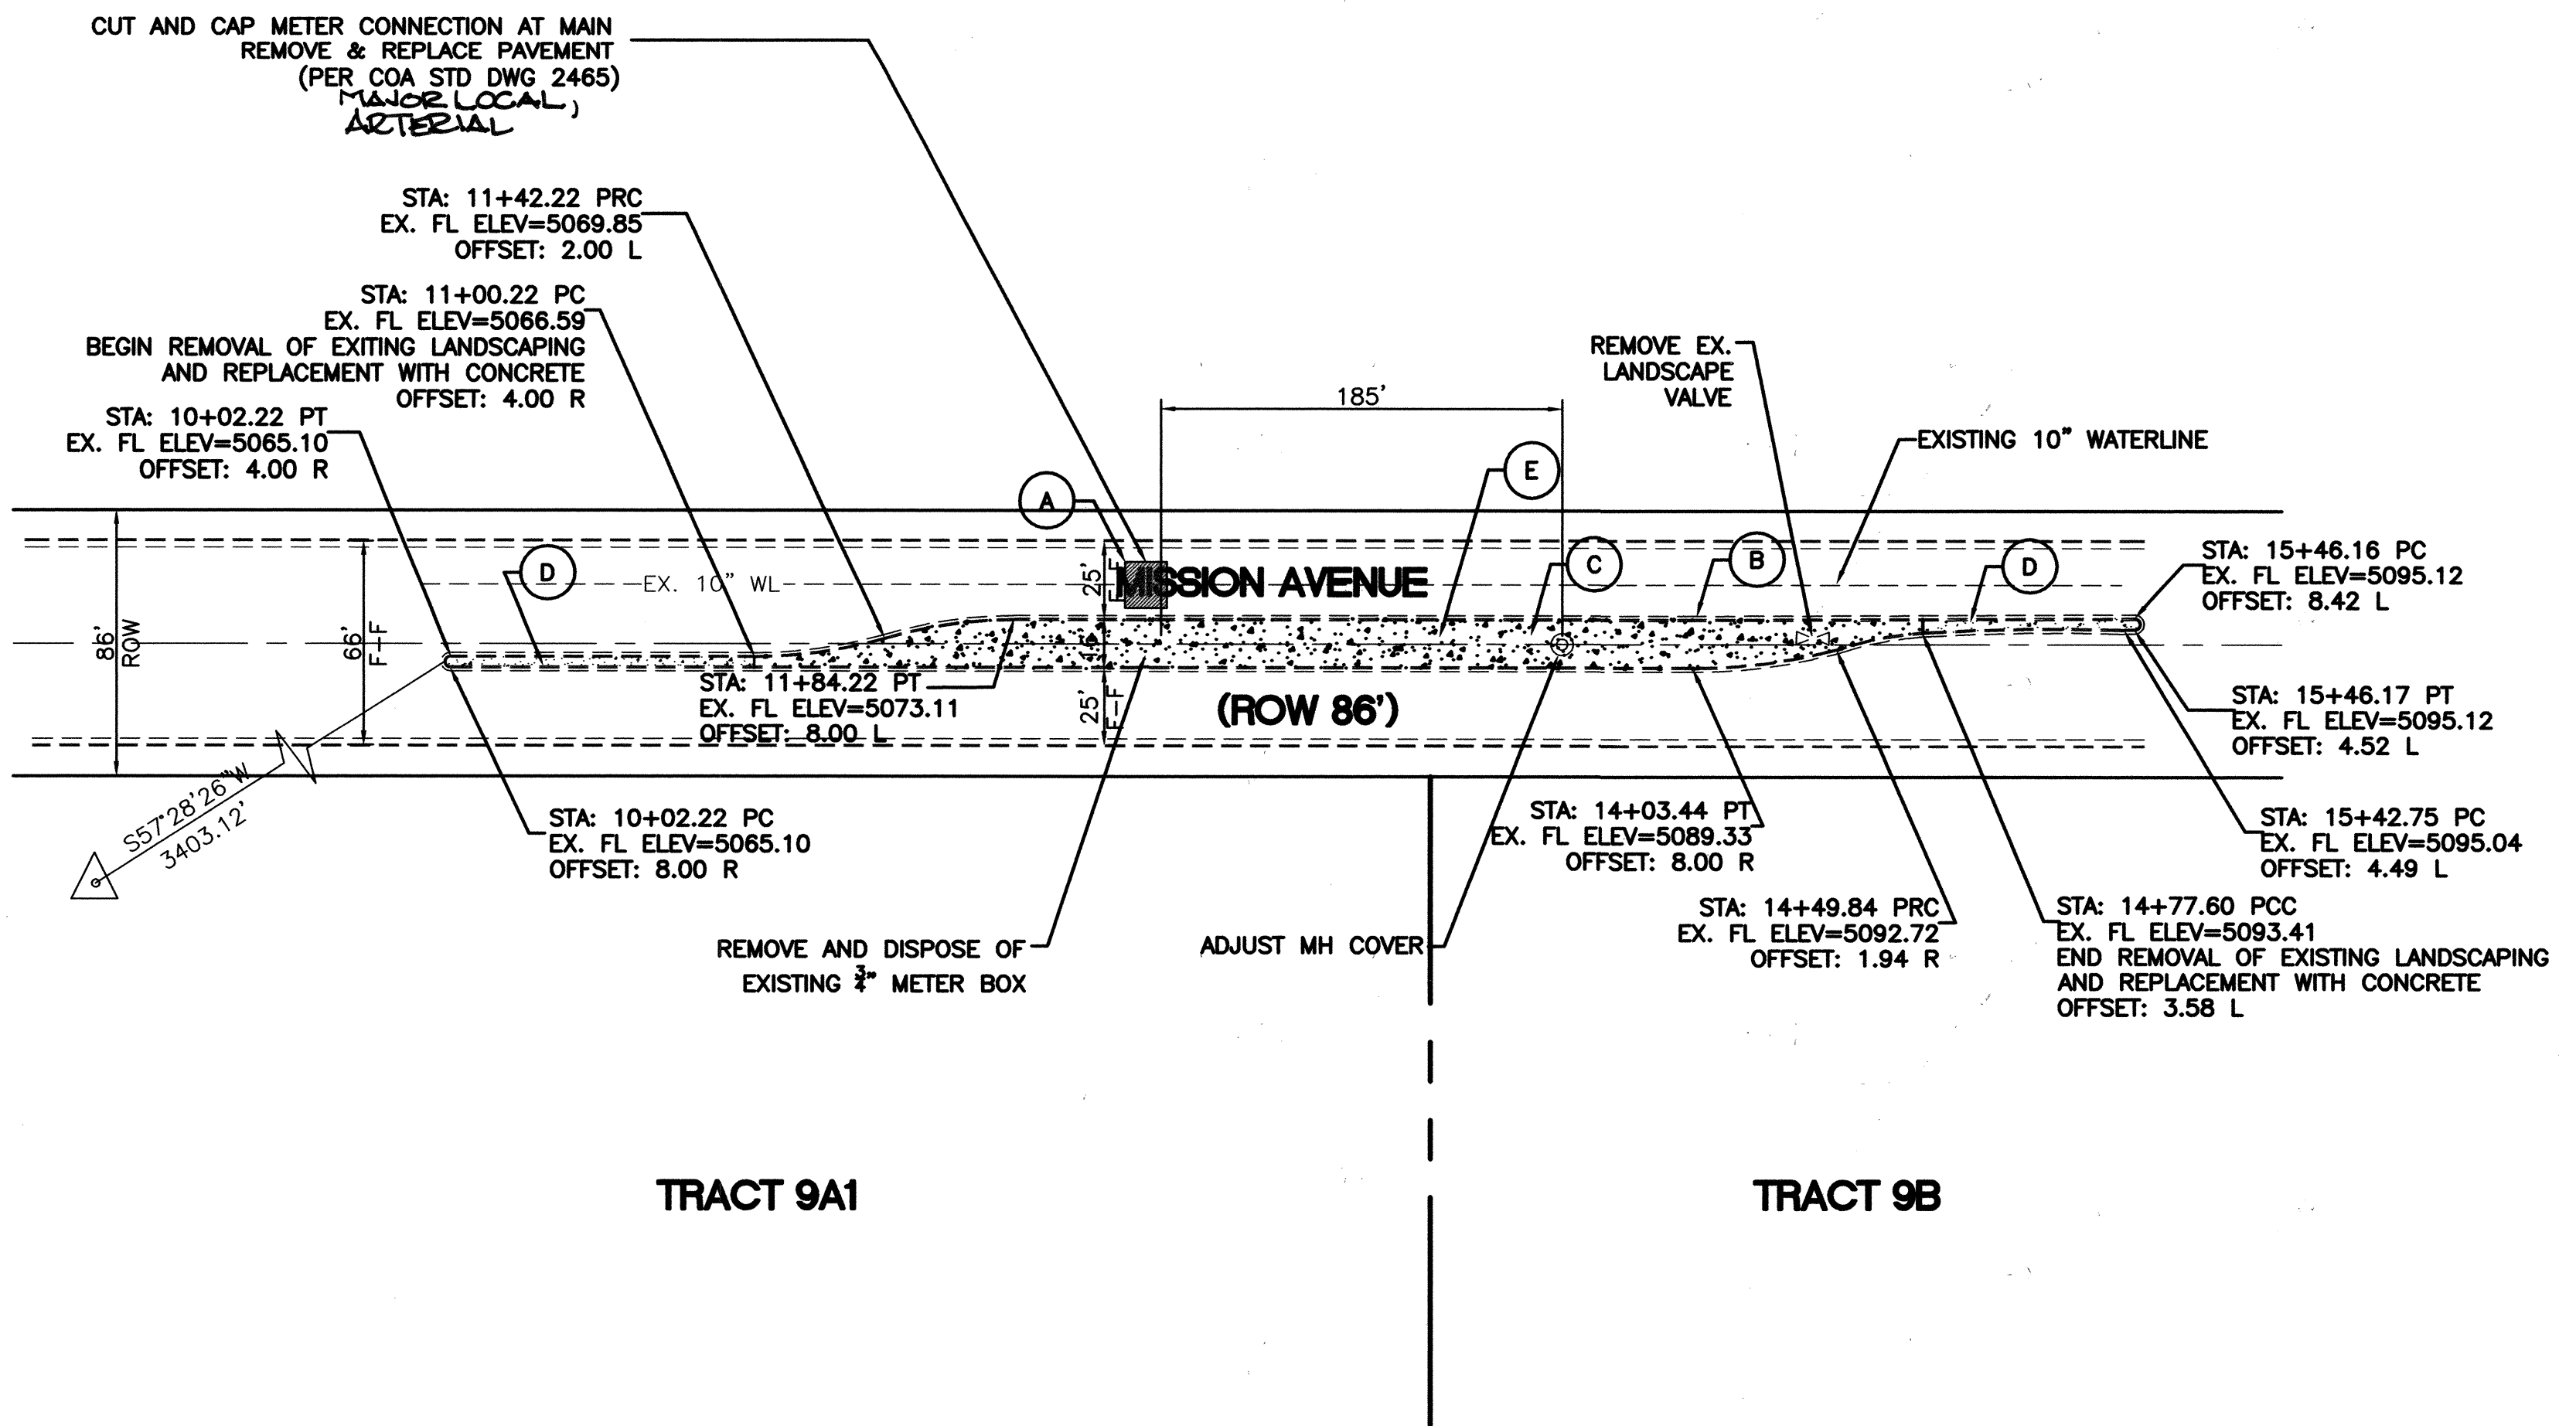 CUT AND CAP METER CONNECTION AT MAIN
REMOVE & REPLACE PAVEMENT
(PER COA STD DWG 2465)
MAJOR LOCAL,
ARTERIAL
STA: 11+42.22 PRC
EX. FL ELEV=5069.85
OFFSET: 2.00 L
STA: 11+00.22 PC
EX. FL ELEV=5066.59
BEGIN REMOVAL OF EXITING LANDSCAPING
AND REPLACEMENT WITH CONCRETE
OFFSET: 4.00 R
STA: 10+02.22 PT
EX. FL ELEV=5065.10
OFFSET: 4.00 R
REMOVE EX.
LANDSCAPE
VALVE
185'
EXISTING 10" WATERLINE
A
E
D
C
B
D
EX. 10" WL
MISSION AVENUE
(ROW 86')
86'
ROW
66'
F-F
25'
F-F
16'
25'
F-F
STA: 15+46.16 PC
EX. FL ELEV=5095.12
OFFSET: 8.42 L
STA: 11+84.22 PT
EX. FL ELEV=5073.11
OFFSET: 8.00 L
STA: 15+46.17 PT
EX. FL ELEV=5095.12
OFFSET: 4.52 L
S57°28'26"W
3403.12'
STA: 10+02.22 PC
EX. FL ELEV=5065.10
OFFSET: 8.00 R
STA: 14+03.44 PT
EX. FL ELEV=5089.33
OFFSET: 8.00 R
STA: 15+42.75 PC
EX. FL ELEV=5095.04
OFFSET: 4.49 L
STA: 14+49.84 PRC
EX. FL ELEV=5092.72
OFFSET: 1.94 R
STA: 14+77.60 PCC
EX. FL ELEV=5093.41
END REMOVAL OF EXISTING LANDSCAPING
AND REPLACEMENT WITH CONCRETE
OFFSET: 3.58 L
REMOVE AND DISPOSE OF
EXISTING 3/4" METER BOX
ADJUST MH COVER
TRACT 9A1
TRACT 9B